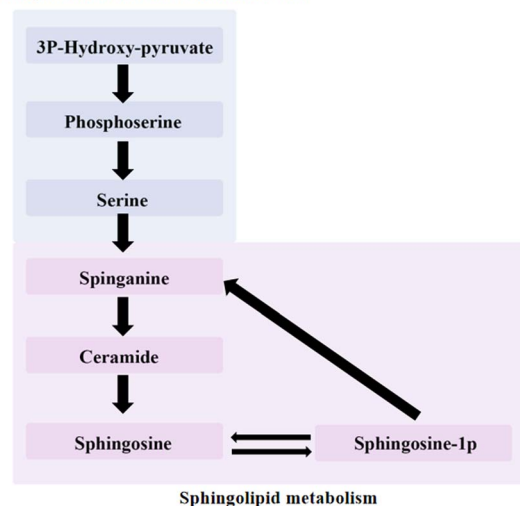 3P-Hydroxy-pyruvate
Phosphoserine
Serine
Spinganine
Ceramide
Sphingosine
Sphingosine-1p
Sphingolipid metabolism